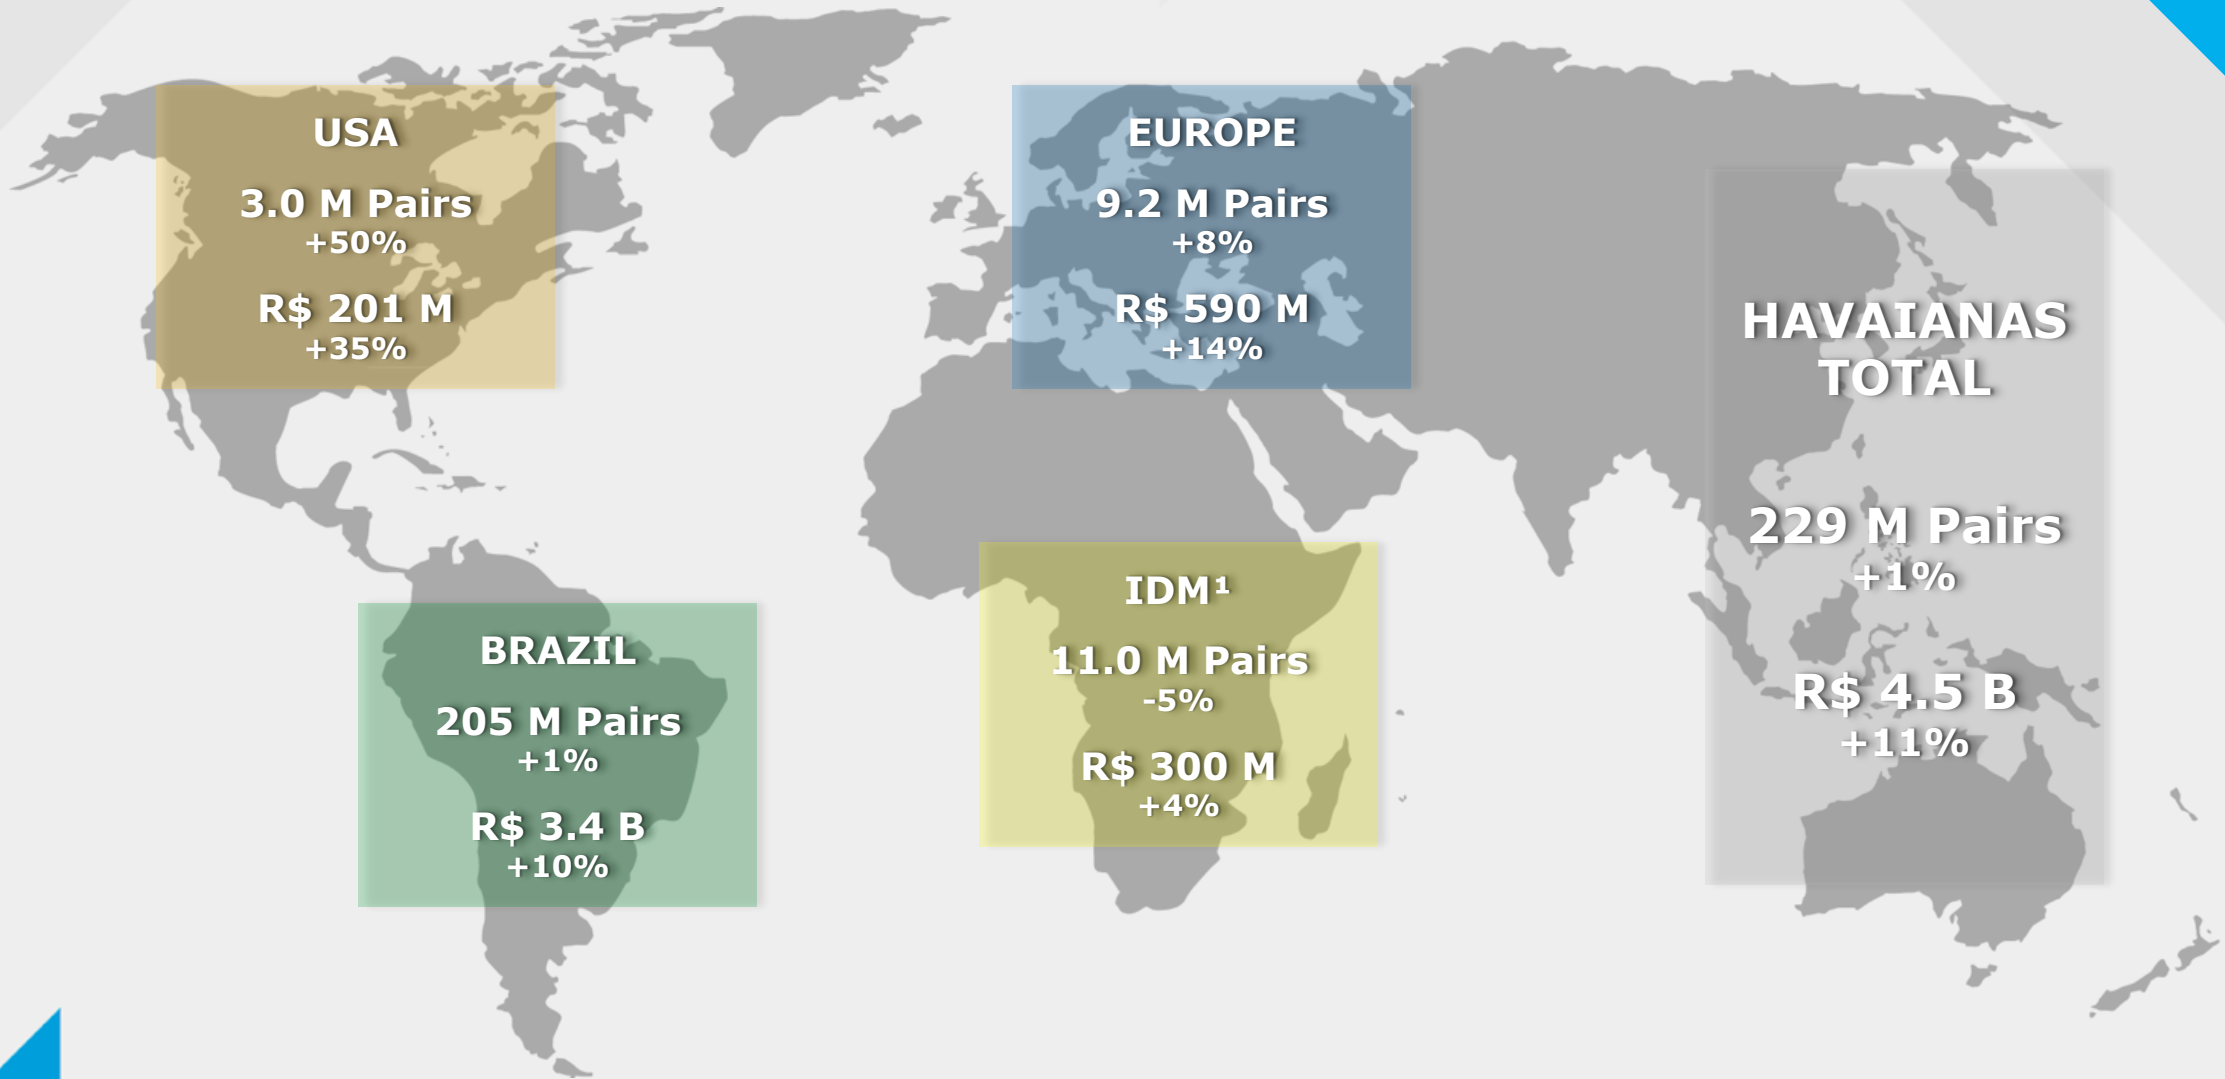 USA
3.0 M Pairs
+50%
R$ 201 M
+35%
EUROPE
9.2 M Pairs
+8%
R$ 590 M
+14%
HAVAIANAS
TOTAL
229 M Pairs
+1%
R$ 4.5 B
+11%
BRAZIL
205 M Pairs
+1%
R$ 3.4 B
+10%
IDM¹
11.0 M Pairs
-5%
R$ 300 M
+4%